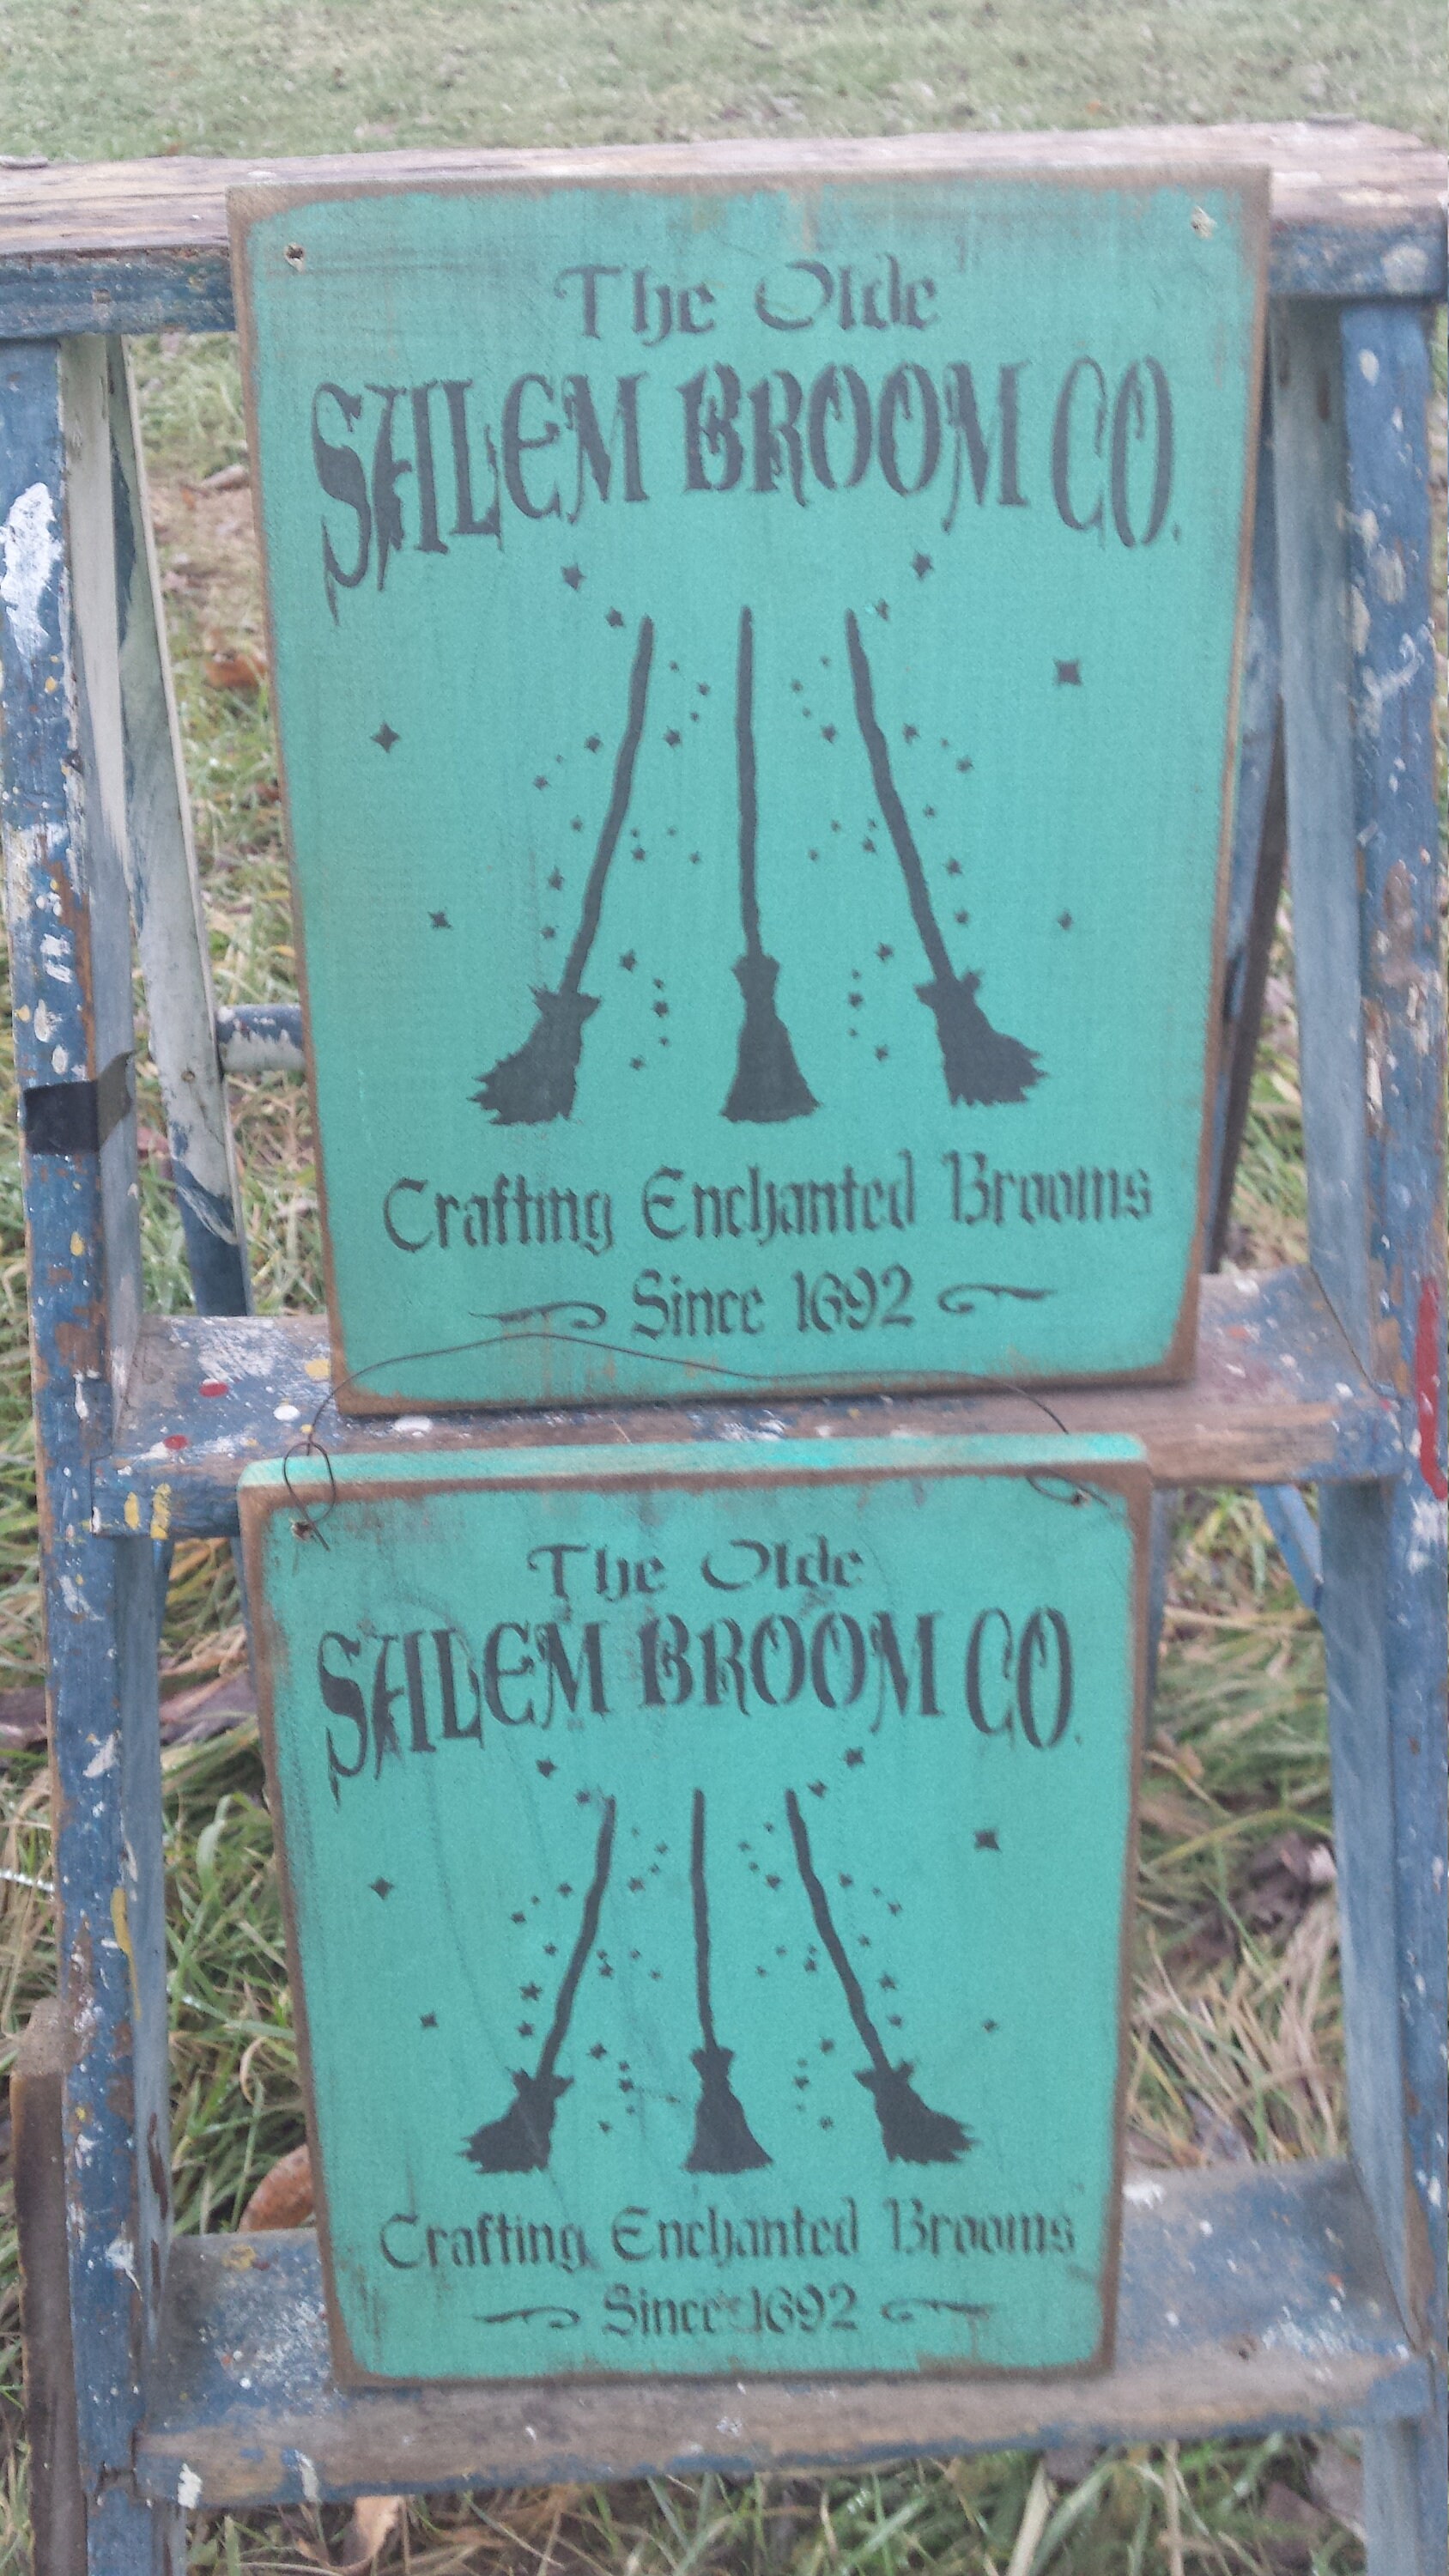 The Olde
SALEM BROOM CO.
Crafting Enchanted Brooms
Since 1692
The Olde
SALEM BROOM CO.
Crafting Enchanted Brooms
Since 1692